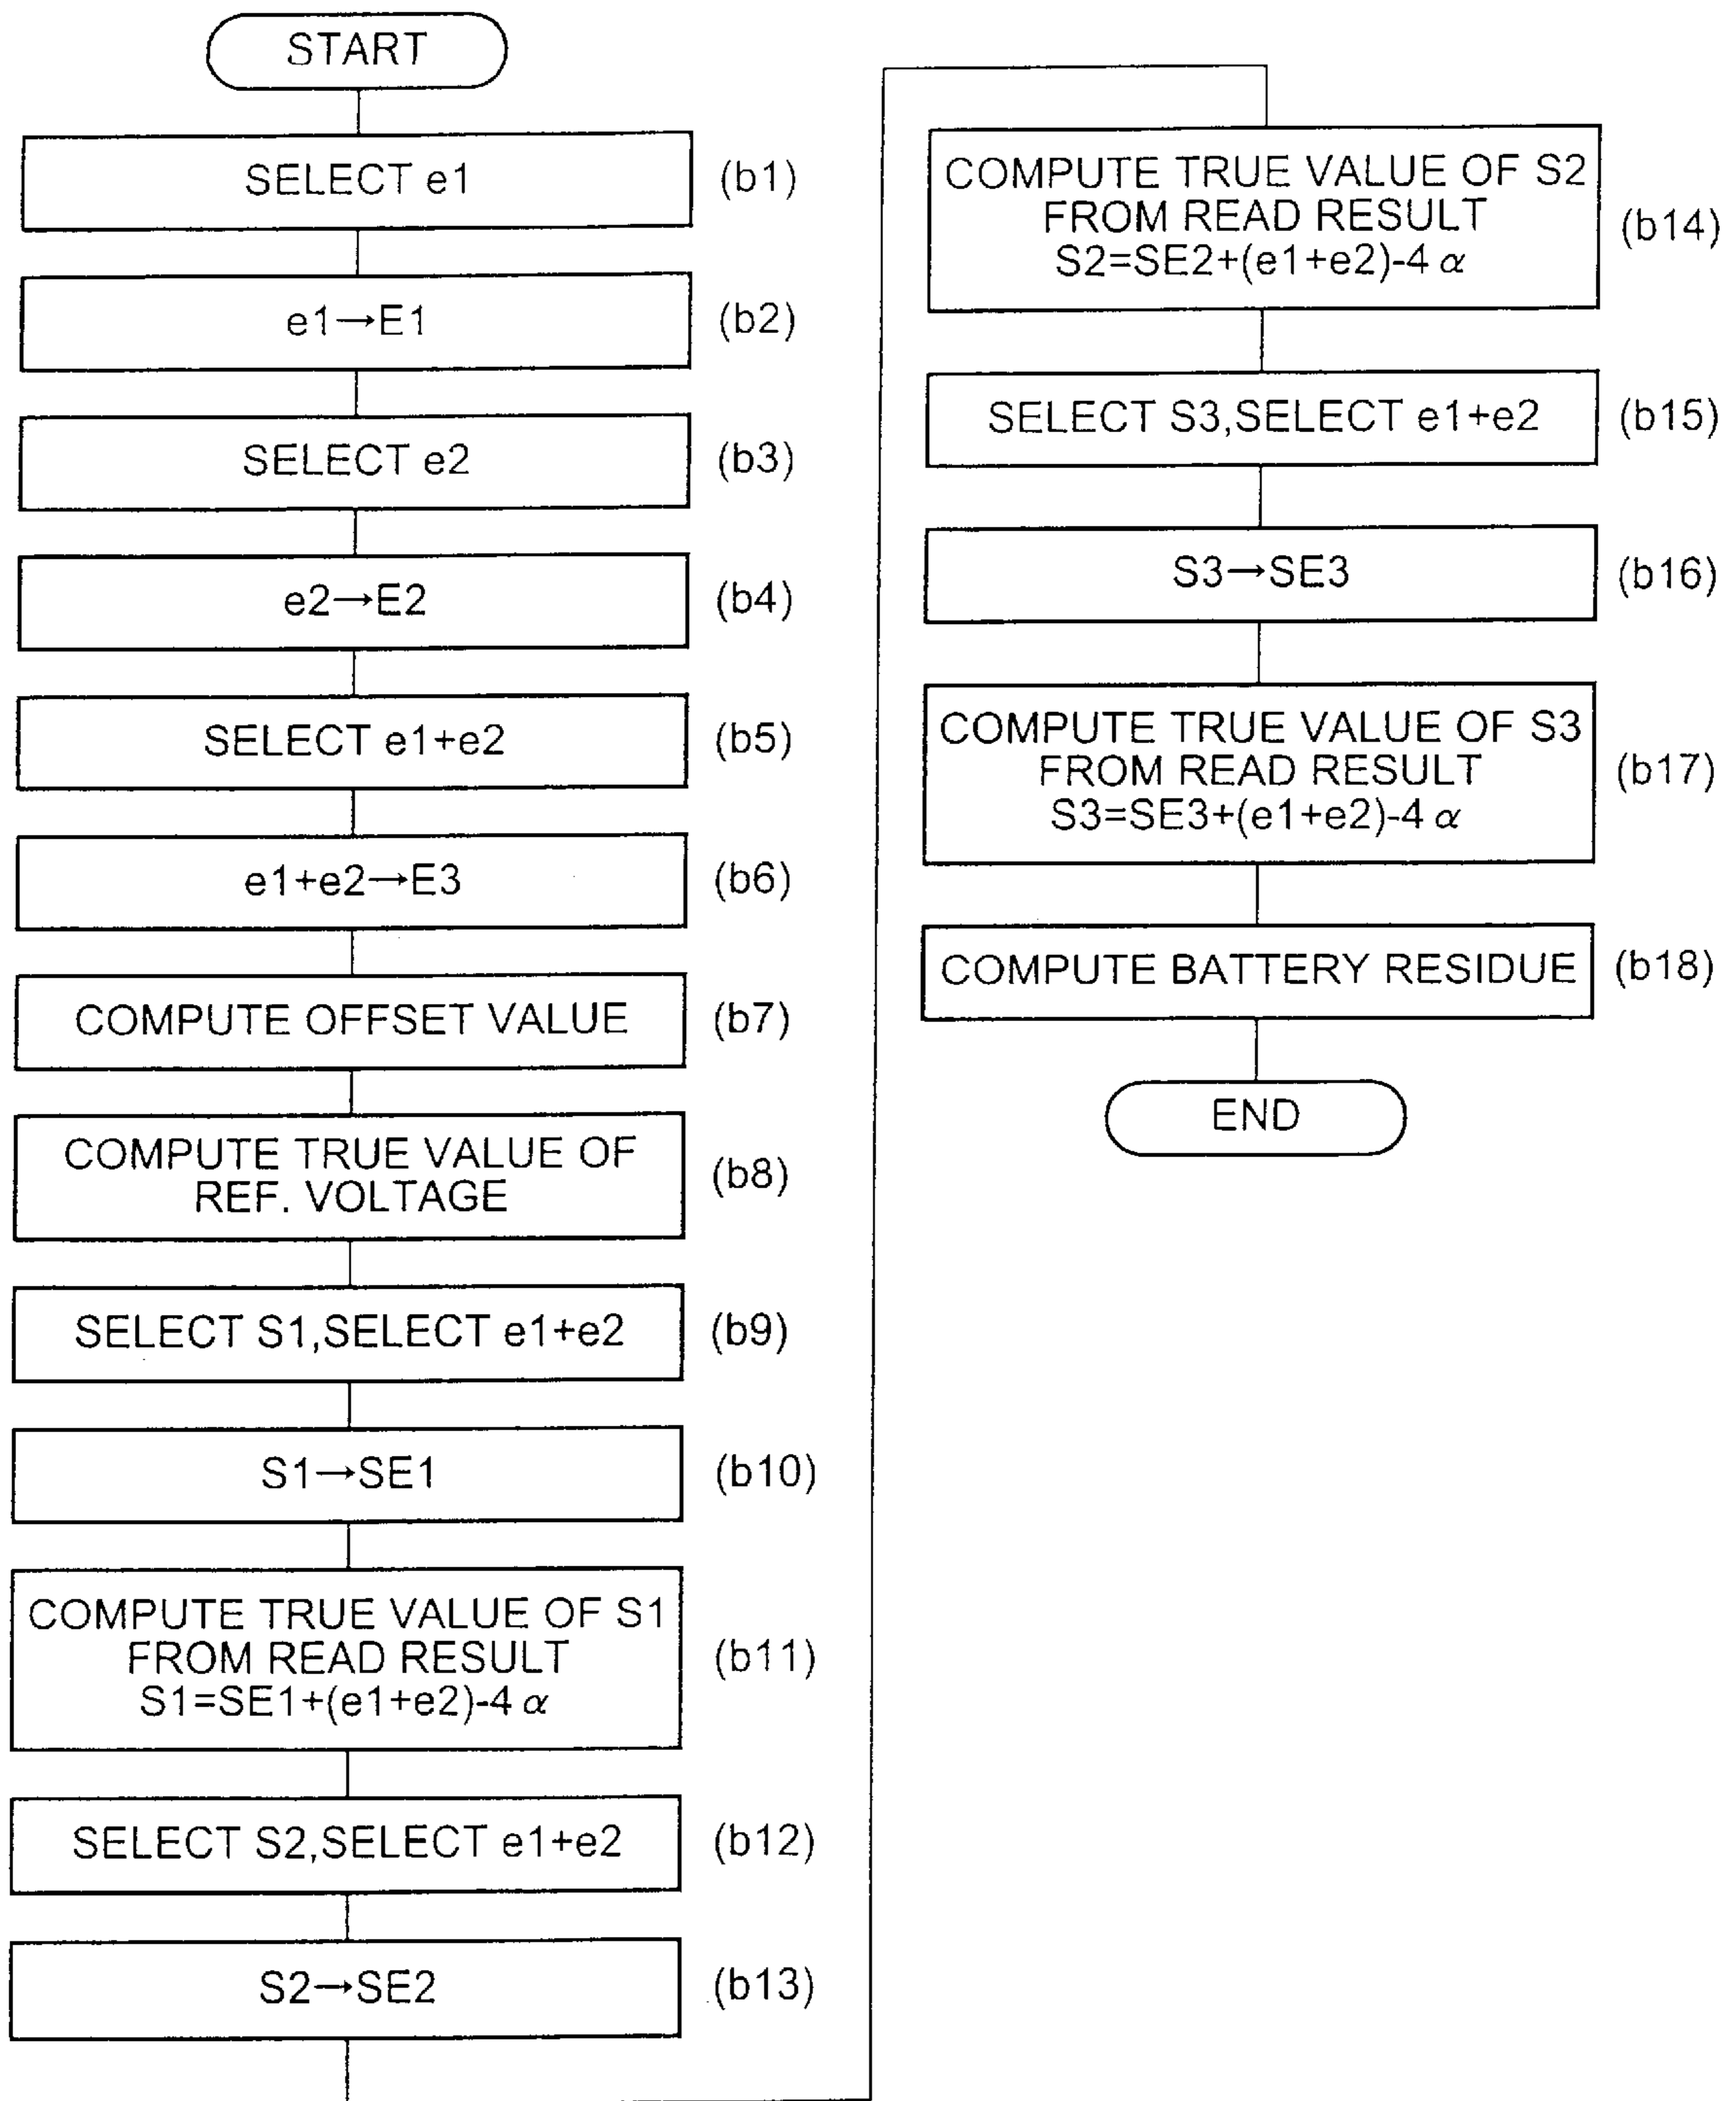 START
SELECT e1
(b1)
e1→E1
(b2)
SELECT e2
(b3)
e2→E2
(b4)
SELECT e1+e2
(b5)
e1+e2→E3
(b6)
COMPUTE OFFSET VALUE
(b7)
COMPUTE TRUE VALUE OF
REF. VOLTAGE
(b8)
SELECT S1,SELECT e1+e2
(b9)
S1→SE1
(b10)
COMPUTE TRUE VALUE OF S1
FROM READ RESULT
S1=SE1+(e1+e2)-4 α
(b11)
SELECT S2,SELECT e1+e2
(b12)
S2→SE2
(b13)
COMPUTE TRUE VALUE OF S2
FROM READ RESULT
S2=SE2+(e1+e2)-4 α
(b14)
SELECT S3,SELECT e1+e2
(b15)
S3→SE3
(b16)
COMPUTE TRUE VALUE OF S3
FROM READ RESULT
S3=SE3+(e1+e2)-4 α
(b17)
COMPUTE BATTERY RESIDUE
(b18)
END